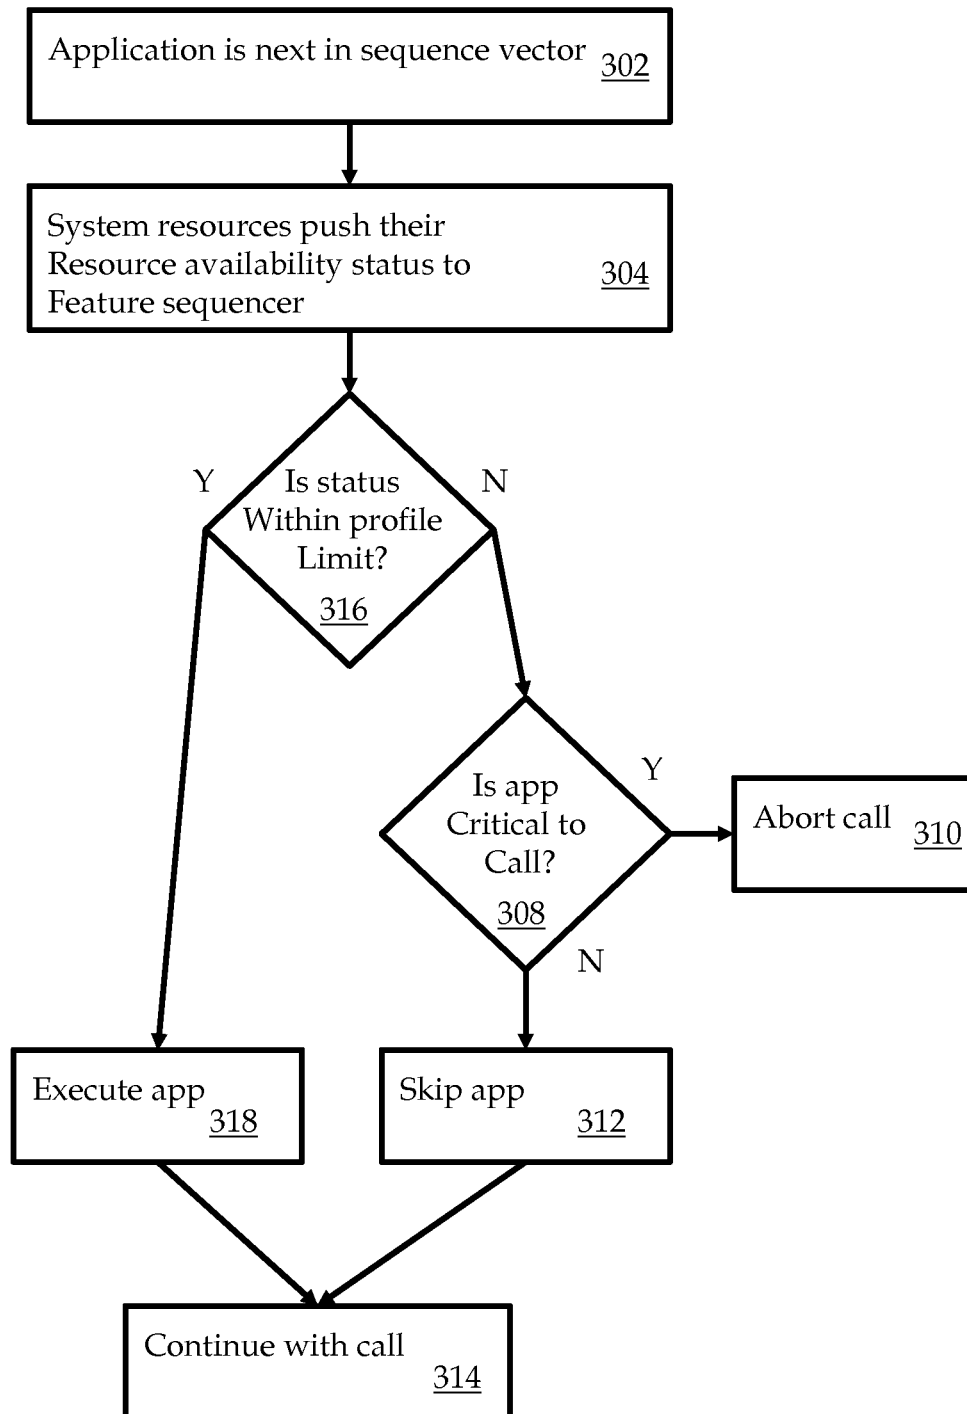 Application is next in sequence vector 302
System resources push their
Resource availability status to
Feature sequencer
304
Y
N
Is status
Within profile
Limit?
316
Is app
Critical to
Call?
308
Y
N
Abort call 310
Execute app
318
Skip app
312
Continue with call
314